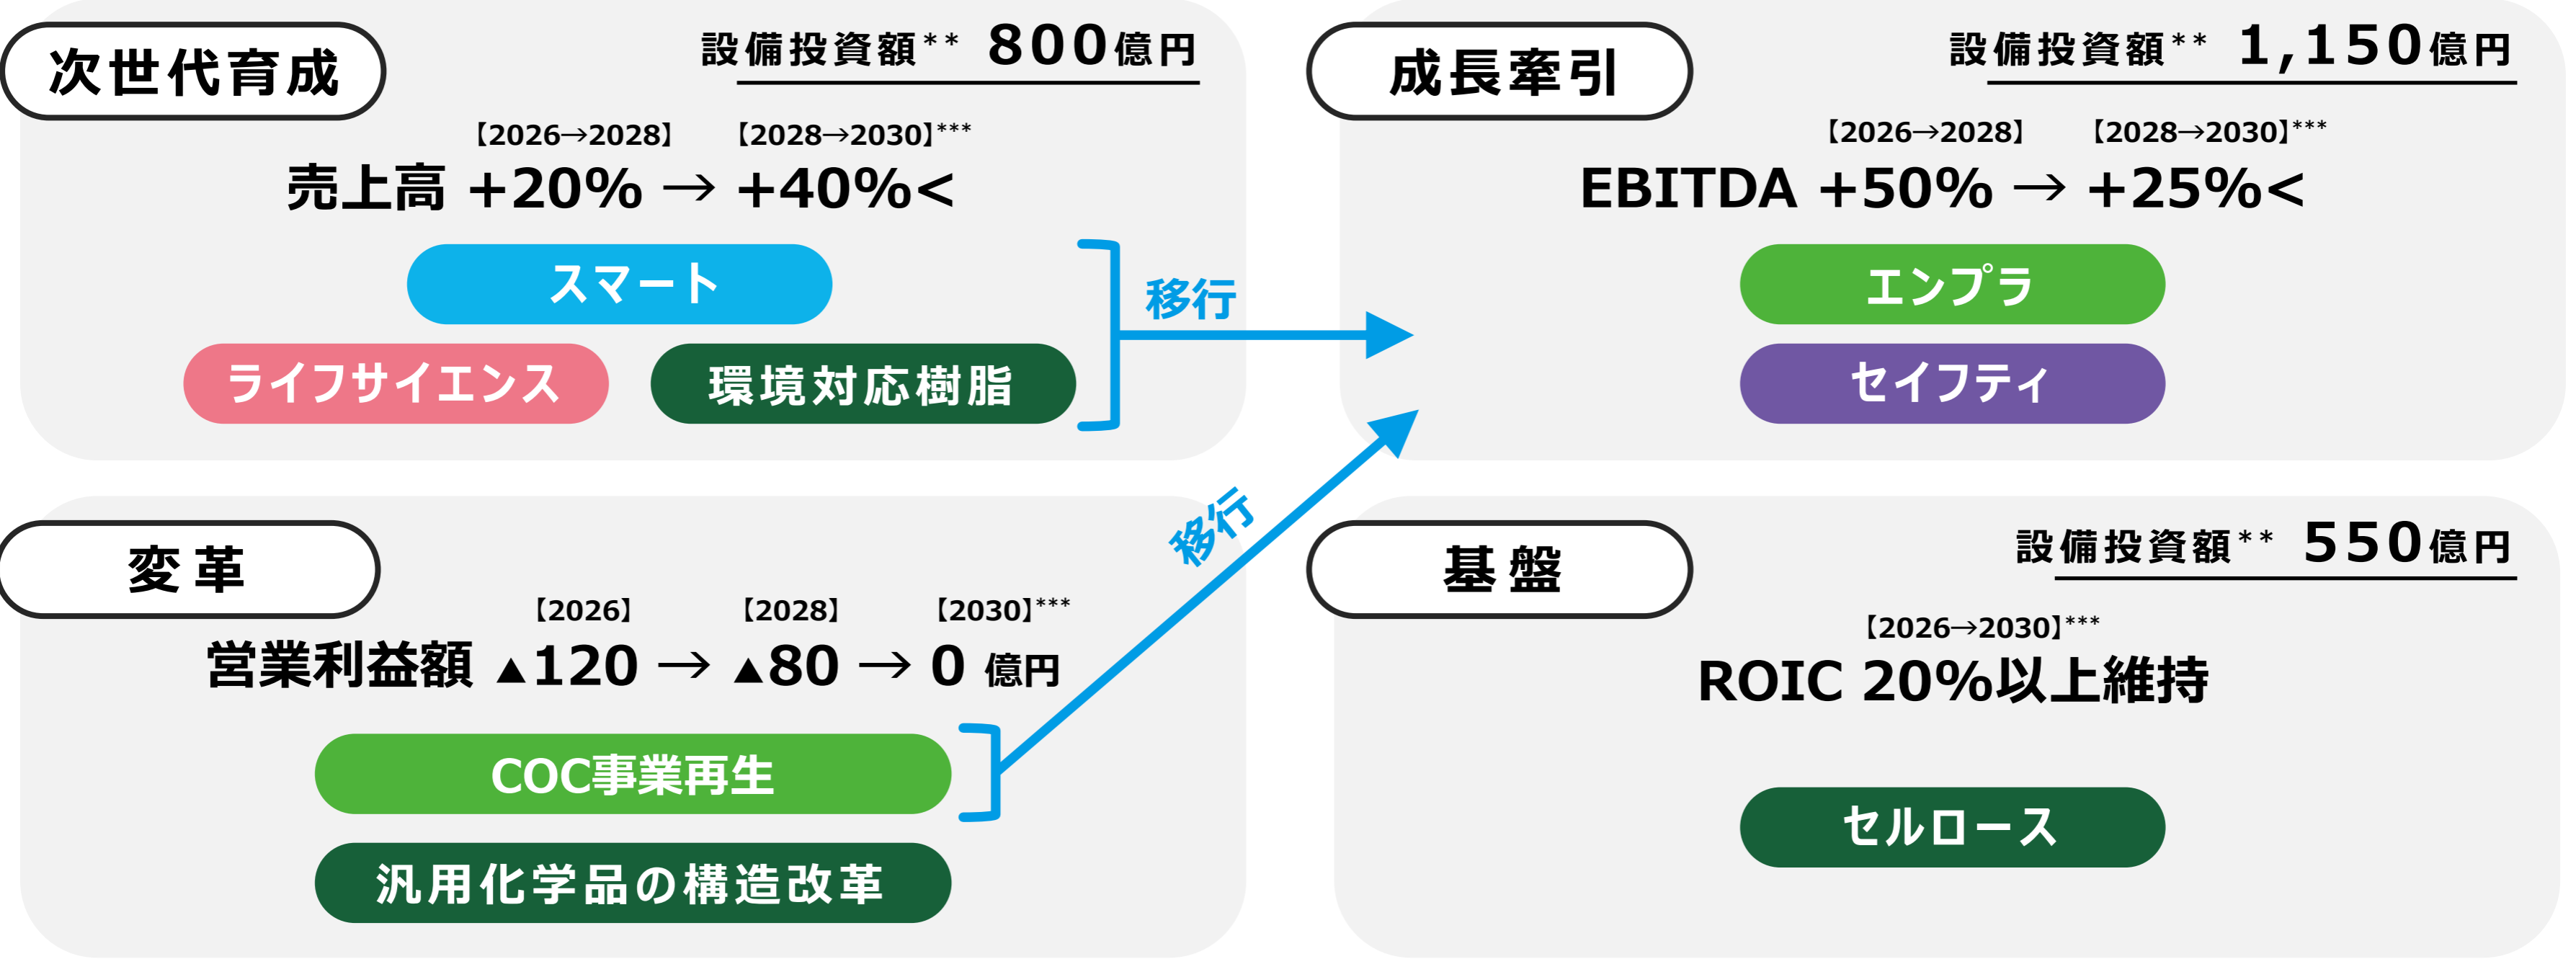 次世代育成
設備投資額** 800億円
【2026→2028】 【2028→2030】***
売上高 +20% → +40%<
スマート
ライフサイエンス 環境対応樹脂
移行
成長牽引
設備投資額** 1,150億円
【2026→2028】 【2028→2030】***
EBITDA +50% → +25%<
エンプラ
セイフティ
変革
【2026】 【2028】 【2030】***
営業利益額 ▲120 → ▲80 → 0 億円
COC事業再生
移行
汎用化学品の構造改革
基盤
設備投資額** 550億円
【2026→2030】***
ROIC 20%以上維持
セルロース